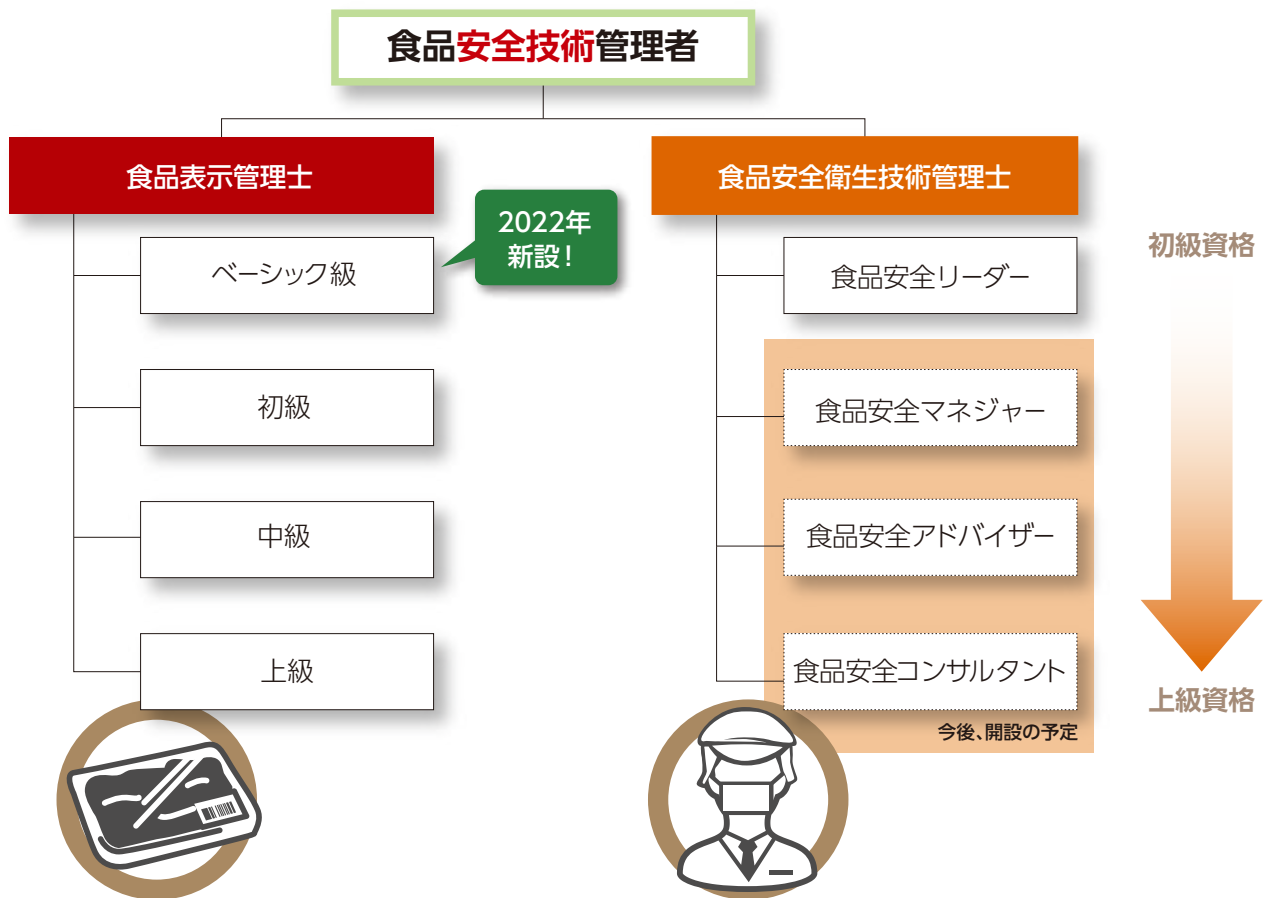 食品安全技術管理者
食品表示管理士
2022年
新設！
ベーシック級
初級
中級
上級
食品安全衛生技術管理士
食品安全リーダー
食品安全マネジャー
食品安全アドバイザー
食品安全コンサルタント
今後、開設の予定
初級資格
上級資格